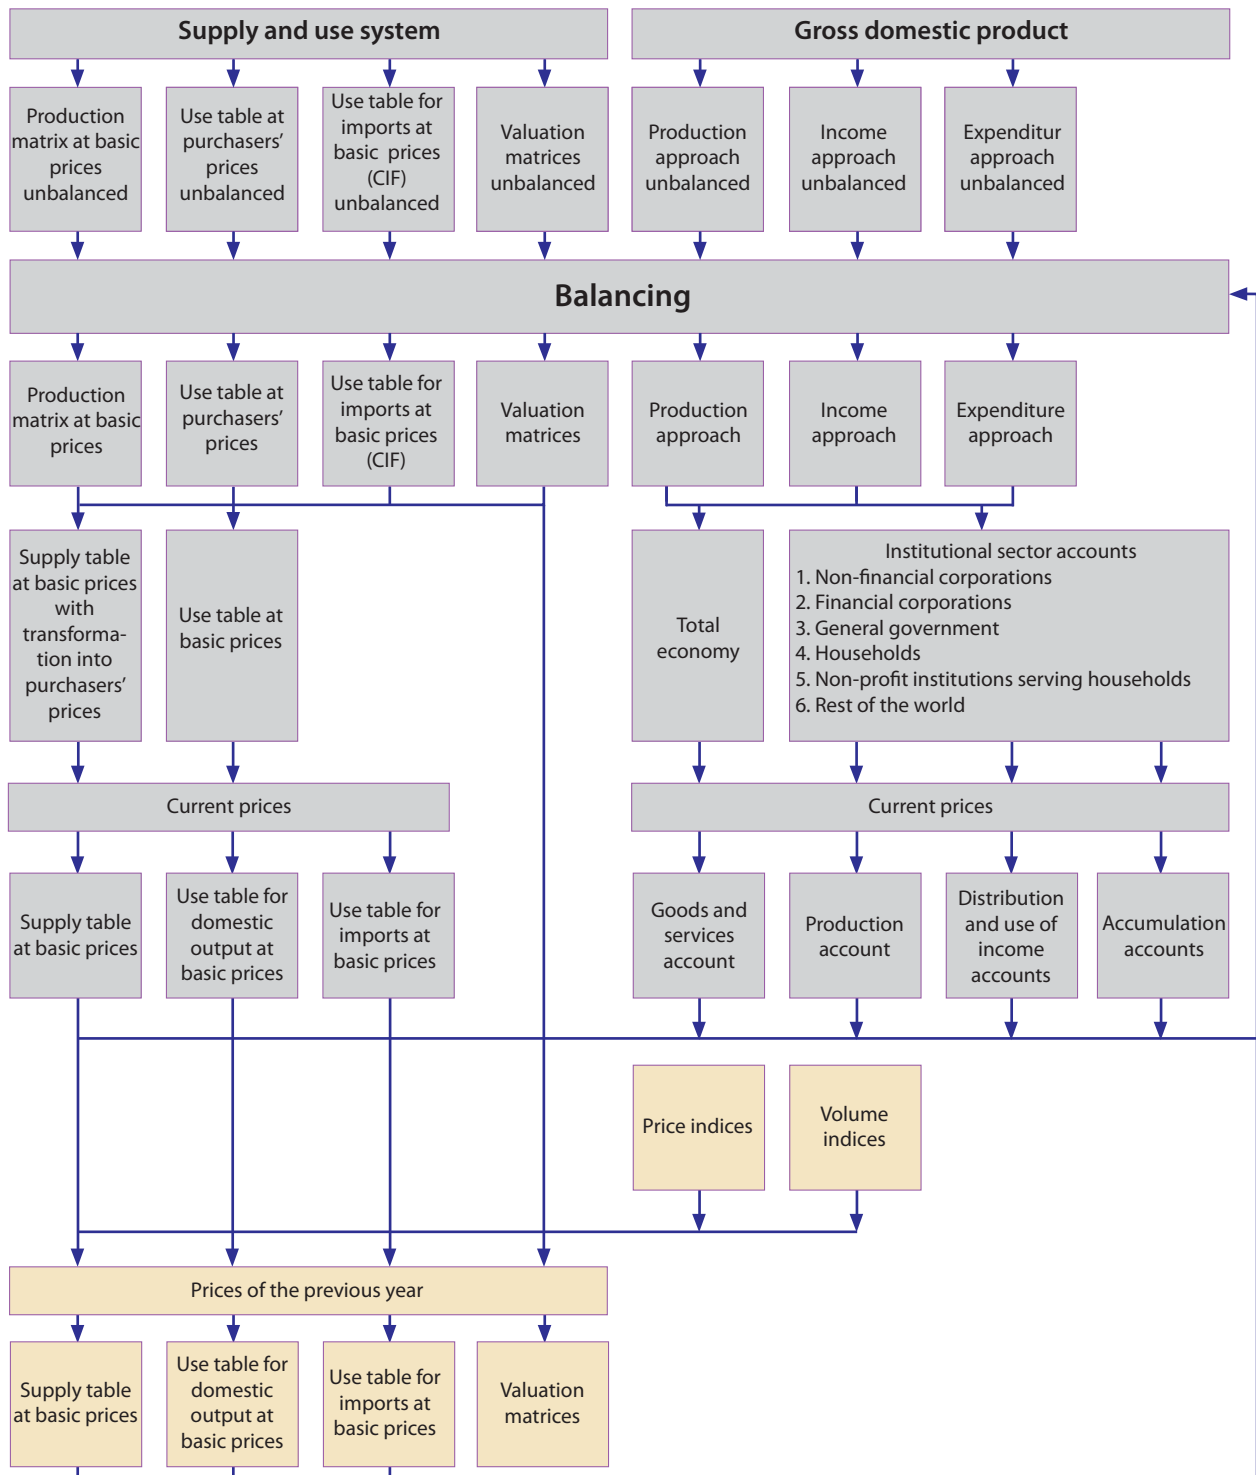 Supply and use system
Gross domestic product
Production
matrix at basic
prices
unbalanced
Use table at
purchasers’
prices
unbalanced
Use table for
imports at
basic prices
(CIF)
unbalanced
Valuation
matrices
unbalanced
Production
approach
unbalanced
Income
approach
unbalanced
Expenditur
approach
unbalanced
Balancing
Production
matrix at basic
prices
Use table at
purchasers’
prices
Use table for
imports at
basic prices
(CIF)
Valuation
matrices
Production
approach
Income
approach
Expenditure
approach
Supply table
at basic prices
with
transforma-
tion into
purchasers’
prices
Use table at
basic prices
Total
economy
Institutional sector accounts
1. Non-financial corporations
2. Financial corporations
3. General government
4. Households
5. Non-profit institutions serving households
6. Rest of the world
Current prices
Current prices
Supply table
at basic prices
Use table for
domestic
output at
basic prices
Use table for
imports at
basic prices
Goods and
services
account
Production
account
Distribution
and use of
income
accounts
Accumulation
accounts
Price indices
Volume
indices
Prices of the previous year
Supply table
at basic prices
Use table for
domestic
output at
basic prices
Use table for
imports at
basic prices
Valuation
matrices